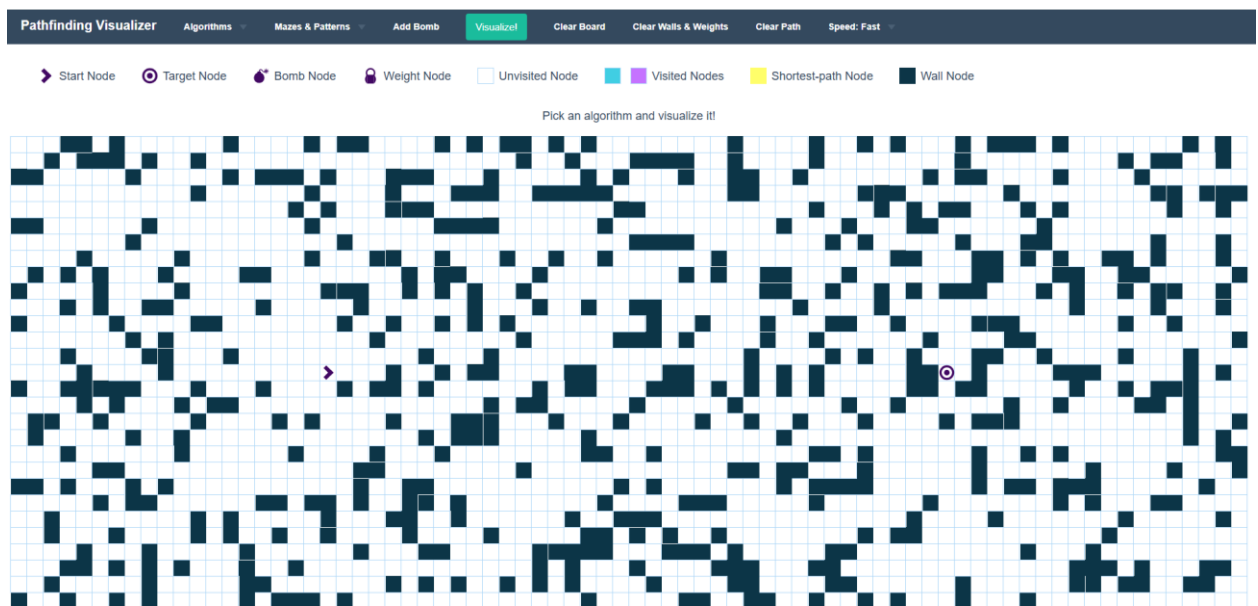 Pathfinding Visualizer Algorithms Mazes & Patterns Add Bomb Visualize! Clear Board Clear Walls & Weights Clear Path Speed: Fast
Start Node Target Node Bomb Node Weight Node Unvisited Node Visited Nodes Shortest-path Node Wall Node
Pick an algorithm and visualize it!